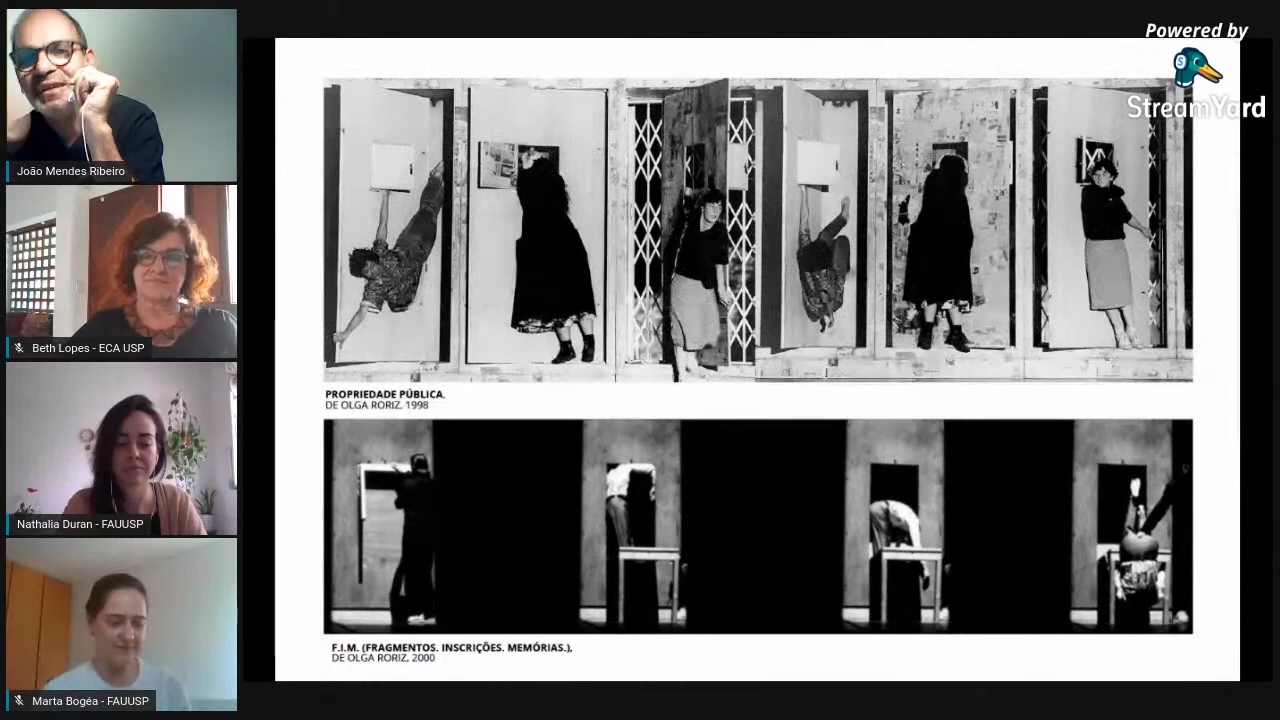 Powered by
StreamYard
João Mendes Ribeiro
Beth Lopes - ECA USP
Nathalia Duran - FAUUSP
Marta Bogéa - FAUUSP
PROPRIEDADE PÚBLICA,
DE OLGA RORIZ, 1998
F.I.M. (FRAGMENTOS. INSCRIÇÕES. MEMÓRIAS.),
DE OLGA RORIZ, 2000